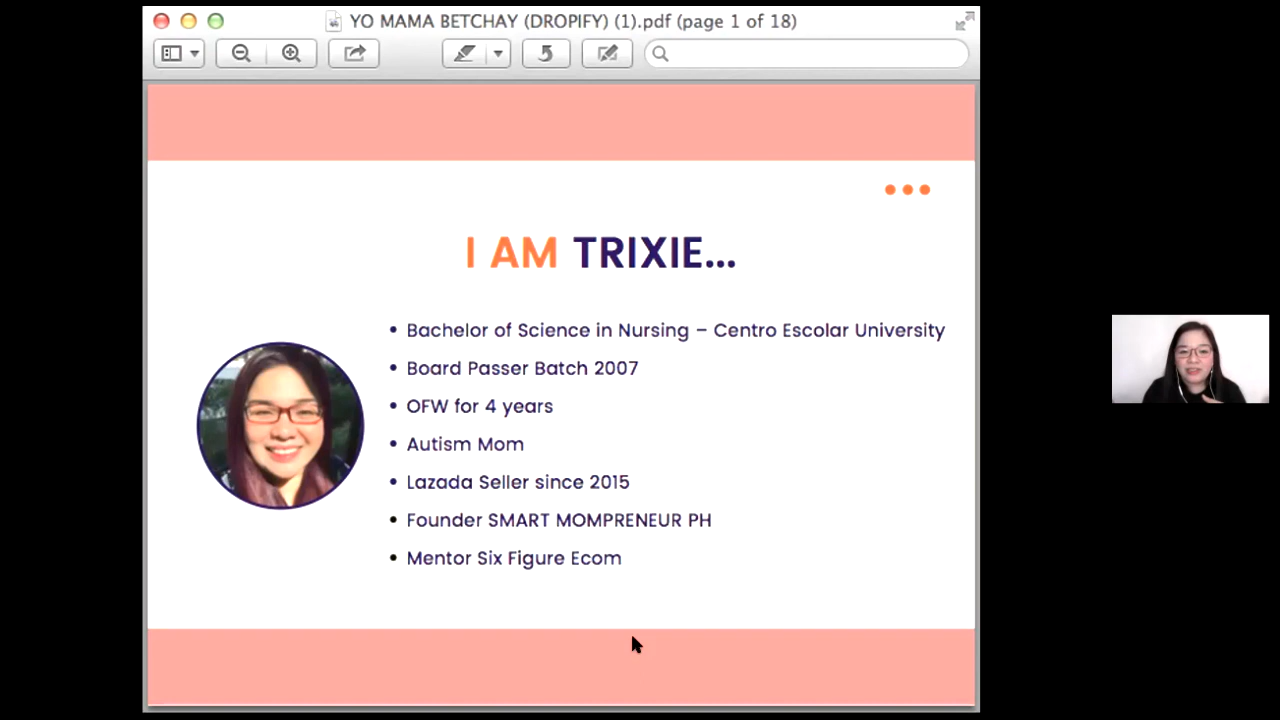 YO MAMA BETCHAY (DROPIFY) (1).pdf (page 1 of 18)
I AM TRIXIE...
• Bachelor of Science in Nursing – Centro Escolar University
• Board Passer Batch 2007
• OFW for 4 years
• Autism Mom
• Lazada Seller since 2015
• Founder SMART MOMPRENEUR PH
• Mentor Six Figure Ecom